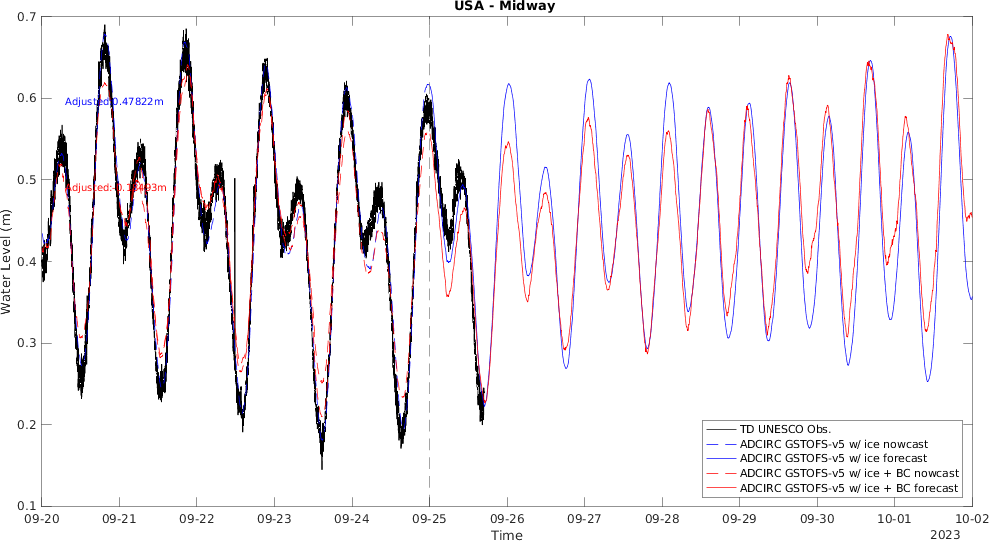 USA - Midway
0.7
0.6
0.5
0.4
0.3
0.2
0.1
Water Level (m)
Adjusted:0.47822m
09-20
09-21
09-22
09-23
09-24
09-25
09-26
09-27
09-28
09-29
09-30
10-01
10-02
Time
2023
TD UNESCO Obs.
ADCIRC GSTOFS-v5 w/ ice nowcast
ADCIRC GSTOFS-v5 w/ ice forecast
ADCIRC GSTOFS-v5 w/ ice + BC nowcast
ADCIRC GSTOFS-v5 w/ ice + BC forecast